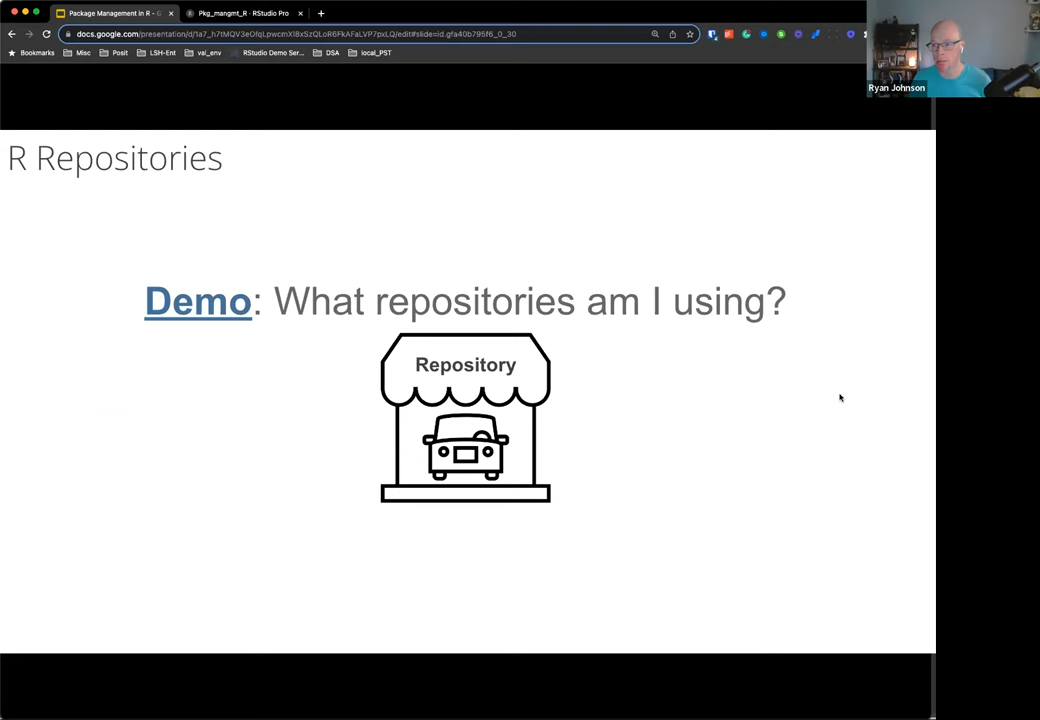 Package Management in R - G
Pkg_mangmt_R · RStudio Pro
Bookmarks
Misc
Posit
LSH-Ent
vai_env
RStudio Demo Ser...
DSA
local_PST
Ryan Johnson
R Repositories
Demo: What repositories am I using?
Repository